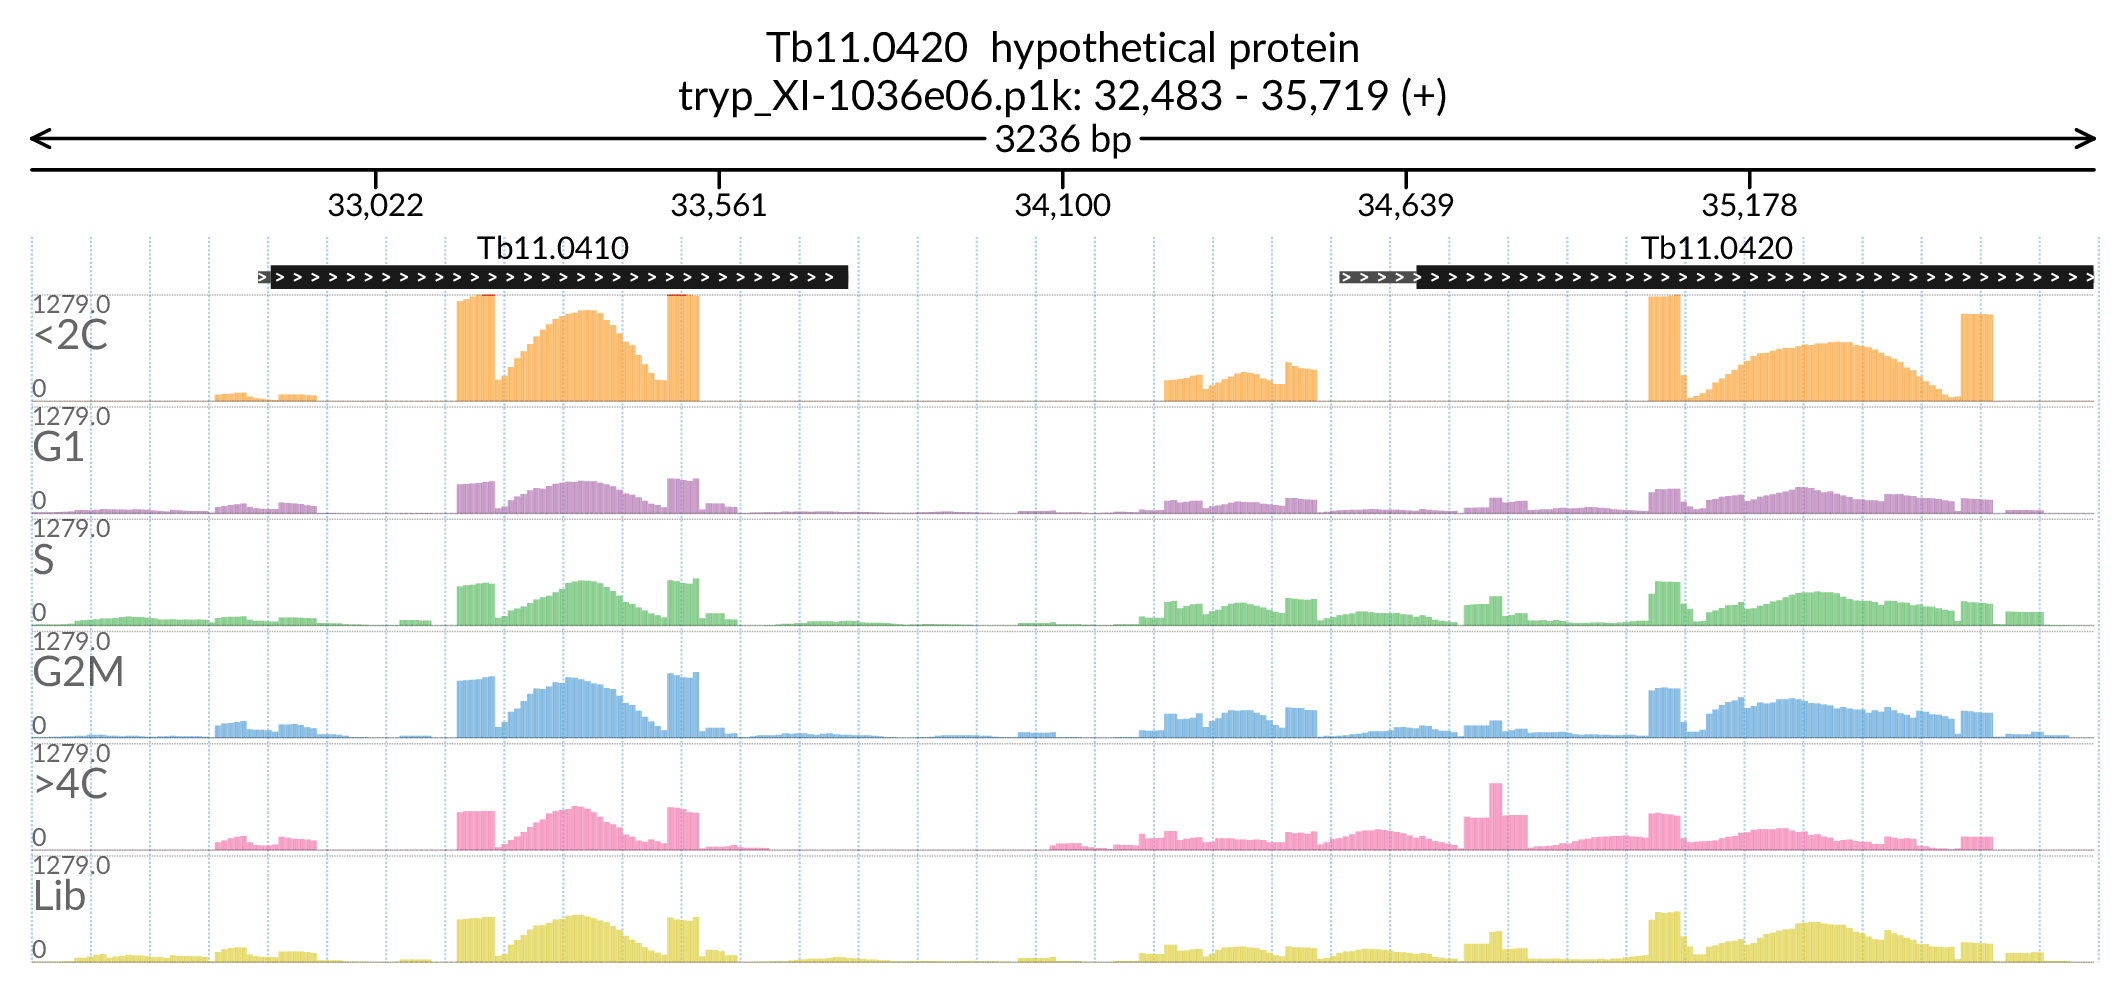 Tb11.0420 hypothetical protein
tryp_XI-1036e06.p1k: 32,483 - 35,719 (+)
3236 bp
33,022 33,561 34,100 34,639 35,178
Tb11.0410 Tb11.0420
1279.0
<2C
0
1279.0
G1
0
1279.0
S
0
1279.0
G2M
0
1279.0
>4C
0
1279.0
Lib
0